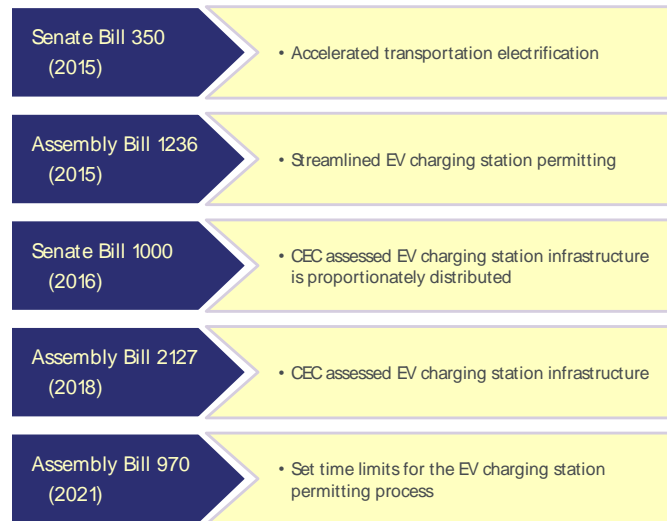 Senate Bill 350
(2015)
• Accelerated transportation electrification
Assembly Bill 1236
(2015)
• Streamlined EV charging station permitting
Senate Bill 1000
(2016)
• CEC assessed EV charging station infrastructure
is proportionately distributed
Assembly Bill 2127
(2018)
• CEC assessed EV charging station infrastructure
Assembly Bill 970
(2021)
• Set time limits for the EV charging station
permitting process